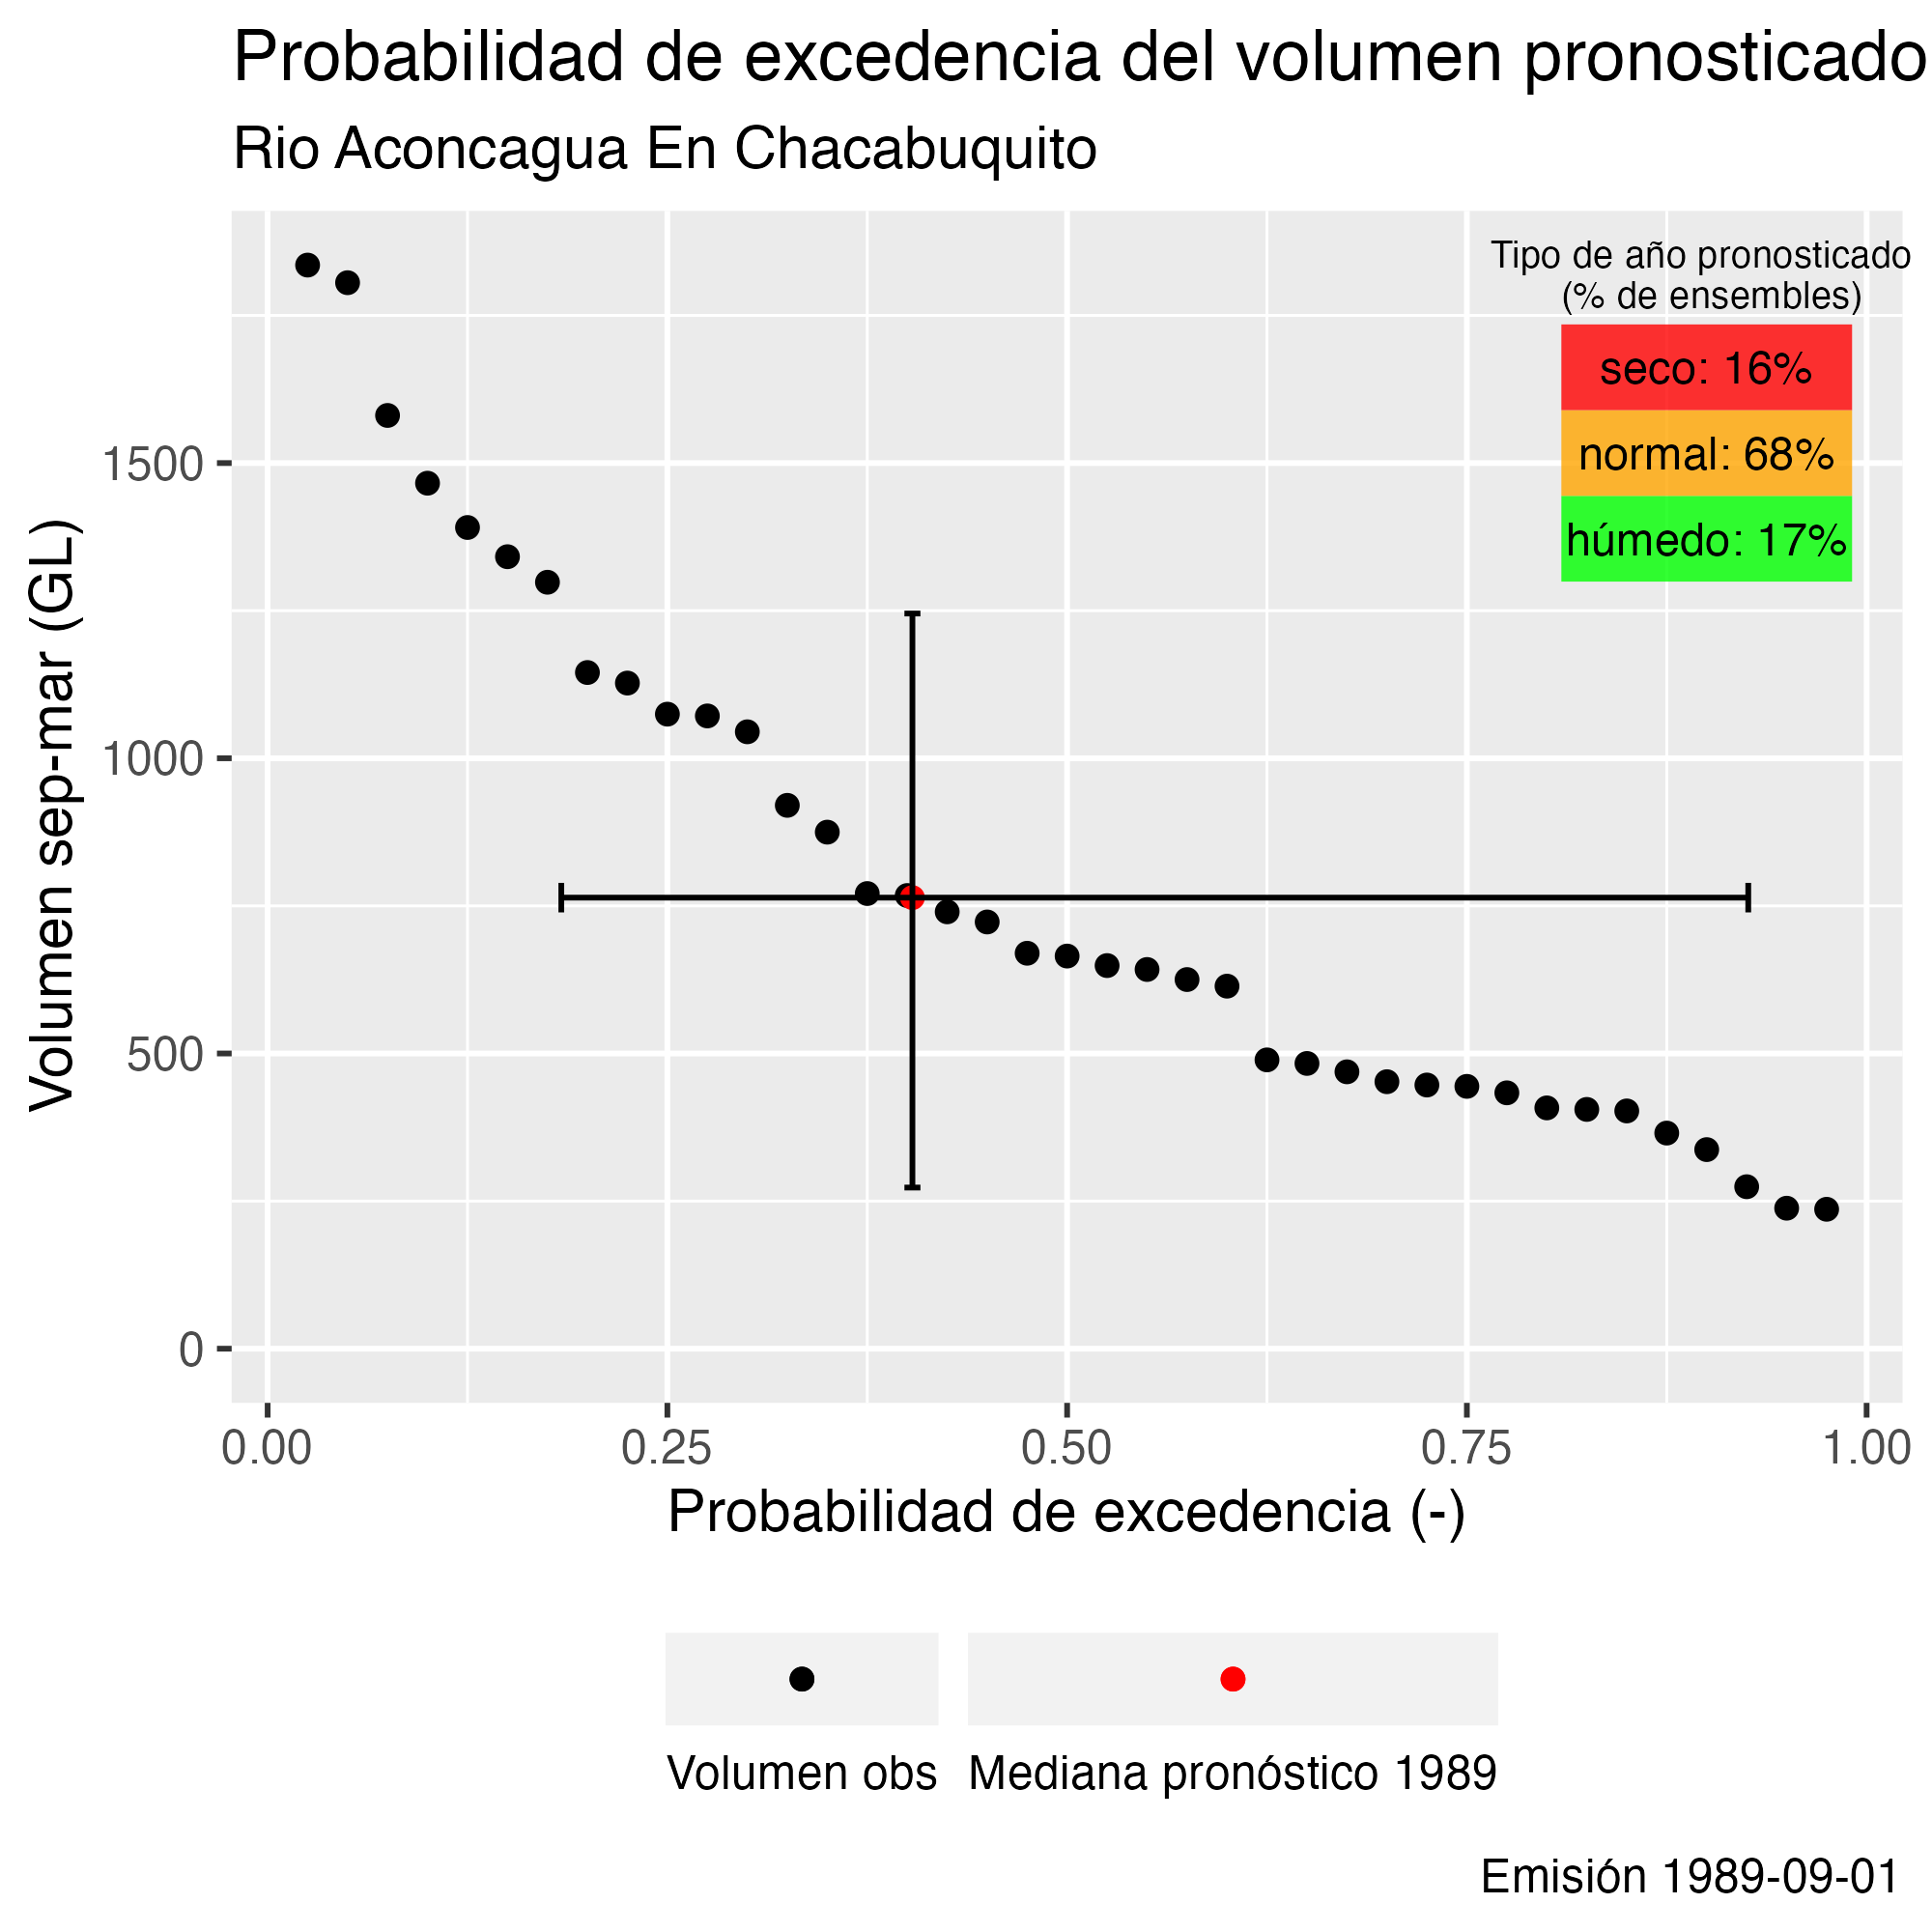 Probabilidad de excedencia del volumen pronosticado
Rio Aconcagua En Chacabuquito
Tipo de año pronosticado
(% de ensembles)
seco: 16%
normal: 68%
húmedo: 17%
Volumen sep-mar (GL)
1500
1000
500
0
0.00 0.25 0.50 0.75 1.00
Probabilidad de excedencia (-)
Volumen obs Mediana pronóstico 1989
Emisión 1989-09-01